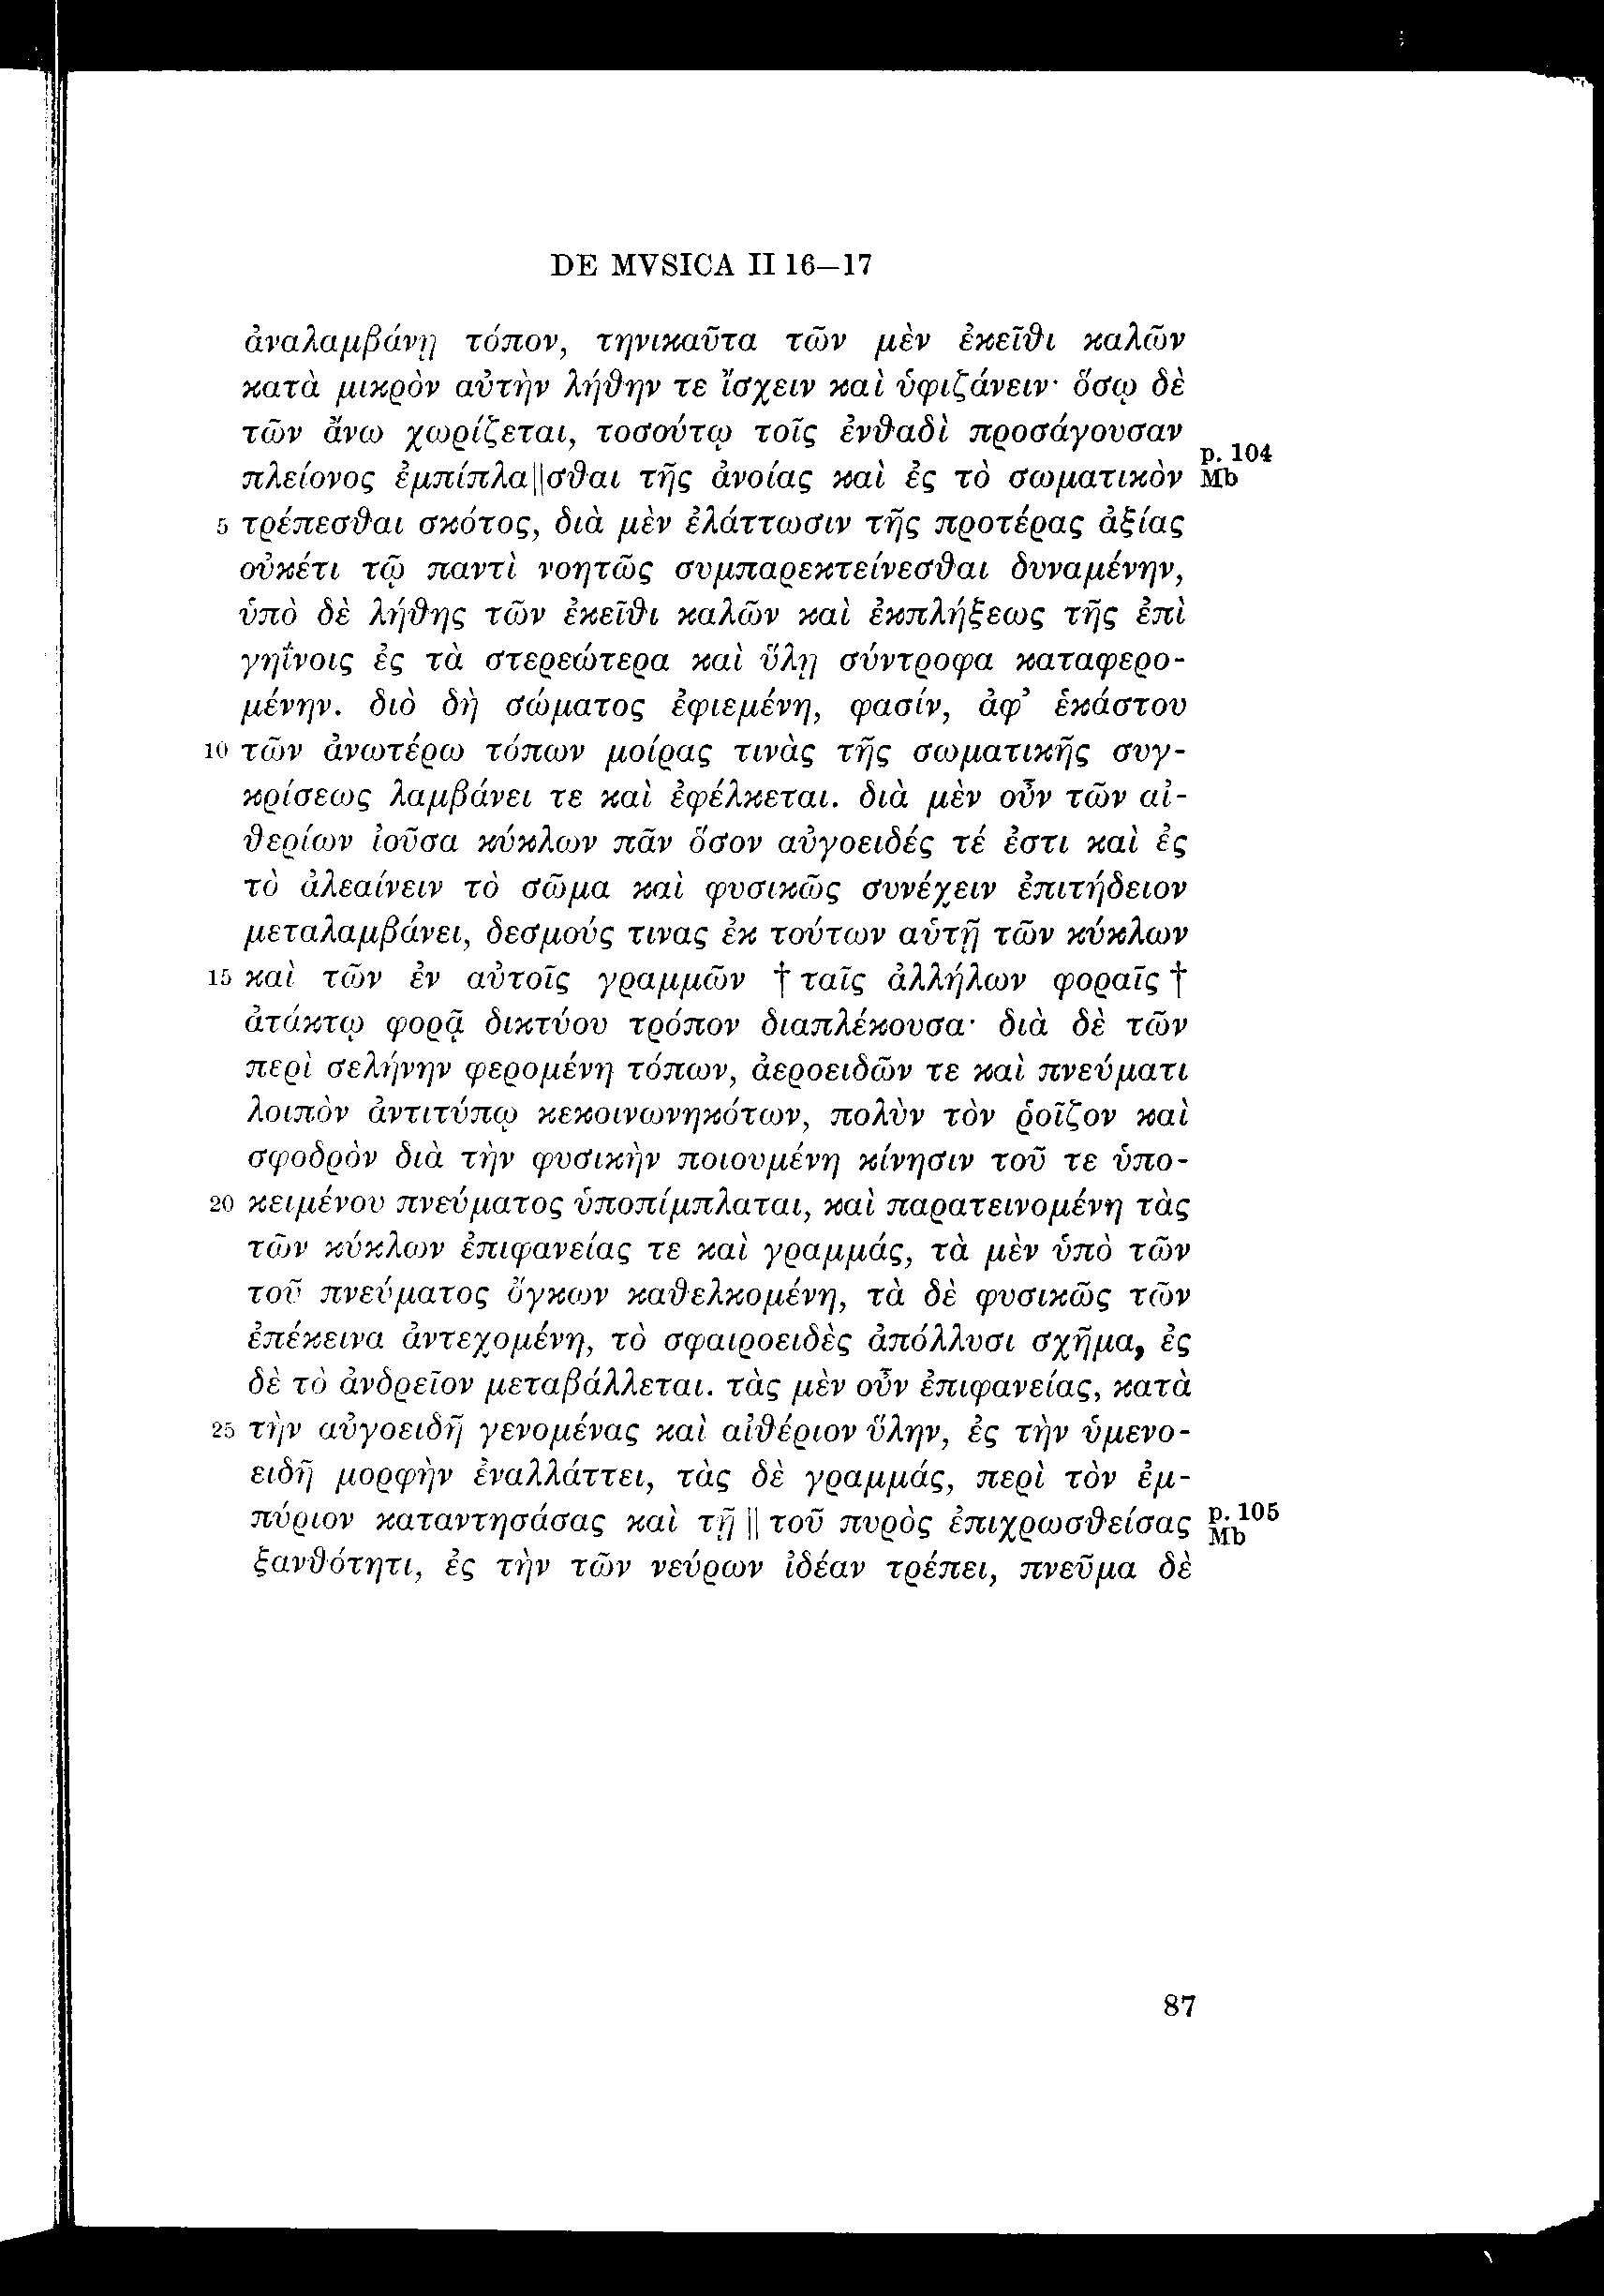 DE MVSICA II 16–17
ἀναλαμβάνῃ τόπον, τηνικαῦτα τῶν μὲν ἐκεῖθι καλῶν
κατὰ μικρὸν αὐτὴν λήθην τε ἴσχειν καὶ ὑφιζάνειν· ὅσῳ δὲ
τῶν ἄνω χωρίζεται, τοσούτῳ τοῖς ἐνθαδὶ προσάγουσαν
πλείονος ἐμπίπλα||σθαι τῆς ἀνοίας καὶ ἐς τὸ σωματικὸν p. 104 Mb
5 τρέπεσθαι σκότος, διὰ μὲν ἐλάττωσιν τῆς προτέρας ἀξίας
οὐκέτι τῷ παντὶ νοητῶς συμπαρεκτείνεσθαι δυναμένην,
ὑπὸ δὲ λήθης τῶν ἐκεῖθι καλῶν καὶ ἐκπλήξεως τῆς ἐπὶ
γηΐνοις ἐς τὰ στερεώτερα καὶ ὕλῃ σύντροφα καταφερο-
μένην. διὸ δὴ σώματος ἐφιεμένη, φασίν, ἀφ’ ἑκάστου
10 τῶν ἀνωτέρω τόπων μοίρας τινὰς τῆς σωματικῆς συγ-
κρίσεως λαμβάνει τε καὶ ἐφέλκεται. διὰ μὲν οὖν τῶν αἰ-
θερίων ἰοῦσα κύκλων πᾶν ὅσον αὐγοειδές τέ ἐστι καὶ ἐς
τὸ ἀλεαίνειν τὸ σῶμα καὶ φυσικῶς συνέχειν ἐπιτήδειον
μεταλαμβάνει, δεσμούς τινας ἐκ τούτων αὑτῇ τῶν κύκλων
15 καὶ τῶν ἐν αὐτοῖς γραμμῶν † ταῖς ἀλλήλων φοραῖς †
ἀτάκτῳ φορᾷ δικτύου τρόπον διαπλέκουσα· διὰ δὲ τῶν
περὶ σελήνην φερομένη τόπων, ἀεροειδῶν τε καὶ πνεύματι
λοιπὸν ἀντιτύπῳ κεκοινωνηκότων, πολὺν τὸν ῥοῖζον καὶ
σφοδρὸν διὰ τὴν φυσικὴν ποιουμένη κίνησιν τοῦ τε ὑπο-
20 κειμένου πνεύματος ὑποπίμπλαται, καὶ παρατεινομένη τὰς
τῶν κύκλων ἐπιφανείας τε καὶ γραμμάς, τὰ μὲν ὑπὸ τῶν
τοῦ πνεύματος ὄγκων καθελκομένη, τὰ δὲ φυσικῶς τῶν
ἐπέκεινα ἀντεχομένη, τὸ σφαιροειδὲς ἀπόλλυσι σχῆμα, ἐς
δὲ τὸ ἀνδρεῖον μεταβάλλεται. τὰς μὲν οὖν ἐπιφανείας, κατὰ
25 τὴν αὐγοειδῆ γενομένας καὶ αἰθέριον ὕλην, ἐς τὴν ὑμενο-
ειδῆ μορφὴν ἐναλλάττει, τὰς δὲ γραμμάς, περὶ τὸν ἐμ-
πύριον καταντησάσας καὶ τῇ || τοῦ πυρὸς ἐπιχρωσθείσας p. 105 Mb
ξανθότητι, ἐς τὴν τῶν νεύρων ἰδέαν τρέπει, πνεῦμα δὲ
87